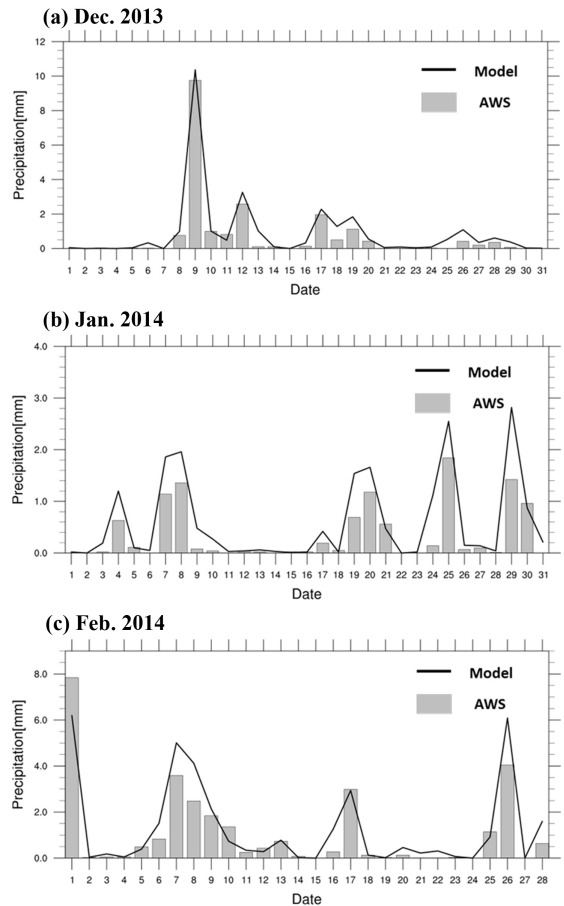 (a) Dec. 2013
12
10
8
6
4
2
0
Precipitation[mm]
Model
AWS
1 2 3 4 5 6 7 8 9 10 11 12 13 14 15 16 17 18 19 20 21 22 23 24 25 26 27 28 29 30 31
Date
(b) Jan. 2014
4.0
3.0
2.0
1.0
0.0
Precipitation[mm]
Model
AWS
1 2 3 4 5 6 7 8 9 10 11 12 13 14 15 16 17 18 19 20 21 22 23 24 25 26 27 28 29 30 31
Date
(c) Feb. 2014
8.0
6.0
4.0
2.0
0.0
Precipitation[mm]
Model
AWS
1 2 3 4 5 6 7 8 9 10 11 12 13 14 15 16 17 18 19 20 21 22 23 24 25 26 27 28
Date